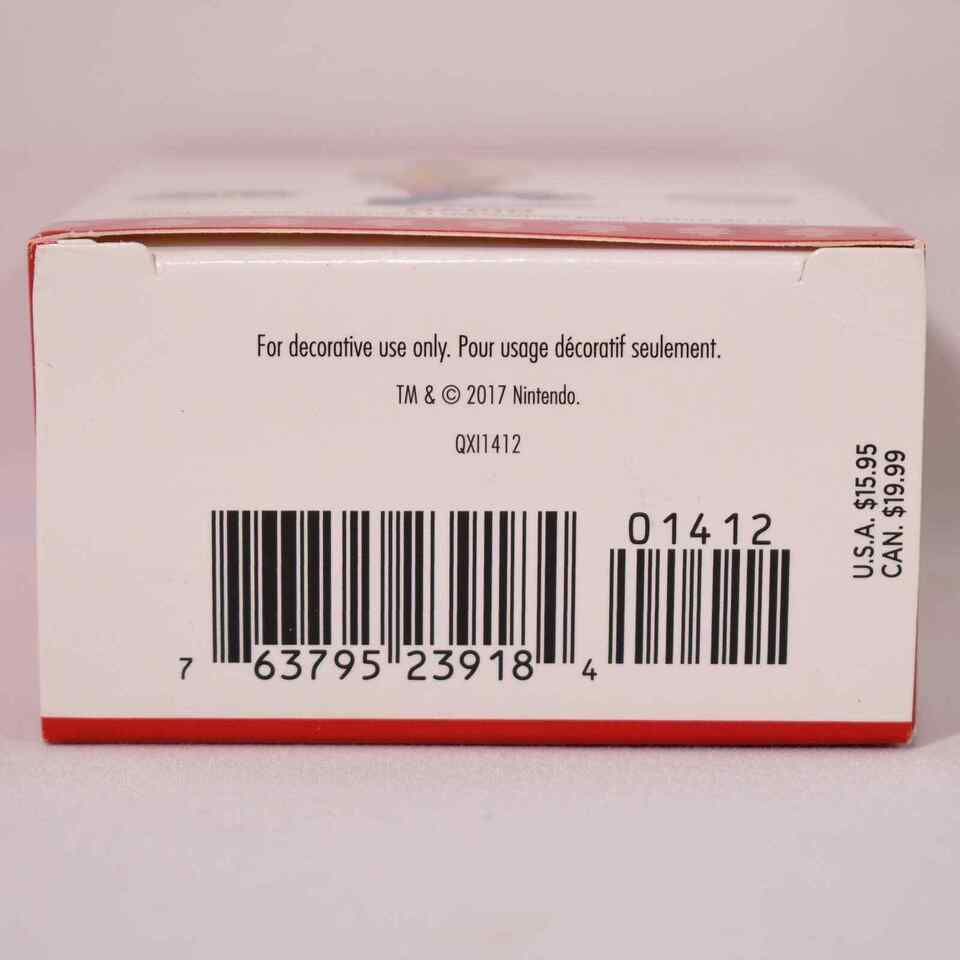 For decorative use only. Pour usage décoratif seulement.
TM & © 2017 Nintendo.
QXI1412
01412
7 63795 23918 4
U.S.A. $15.95
CAN. $19.99